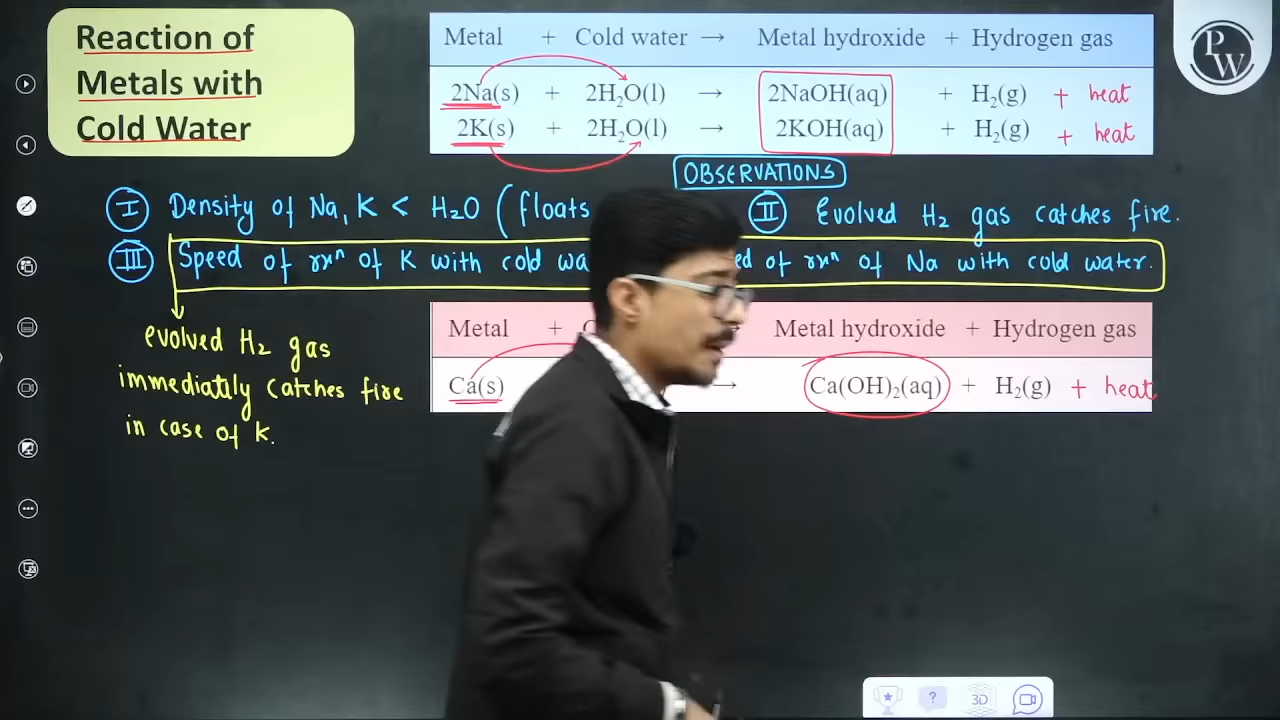 Reaction of
Metals with
Cold Water
PW
Metal + Cold water → Metal hydroxide + Hydrogen gas
2Na(s) + 2H₂O(l) → 2NaOH(aq) + H₂(g) + heat
2K(s) + 2H₂O(l) → 2KOH(aq) + H₂(g) + heat
OBSERVATIONS
I Density of Na, K < H₂O (floats
II Evolved H₂ gas catches fire.
III Speed of rxⁿ of K with cold of rxⁿ of Na with cold water.
evolved H₂ gas
immediatly catches fire
in case of K.
Metal + Metal hydroxide + Hydrogen gas
Ca(s) → Ca(OH)₂(aq) + H₂(g) + heat
?
3D